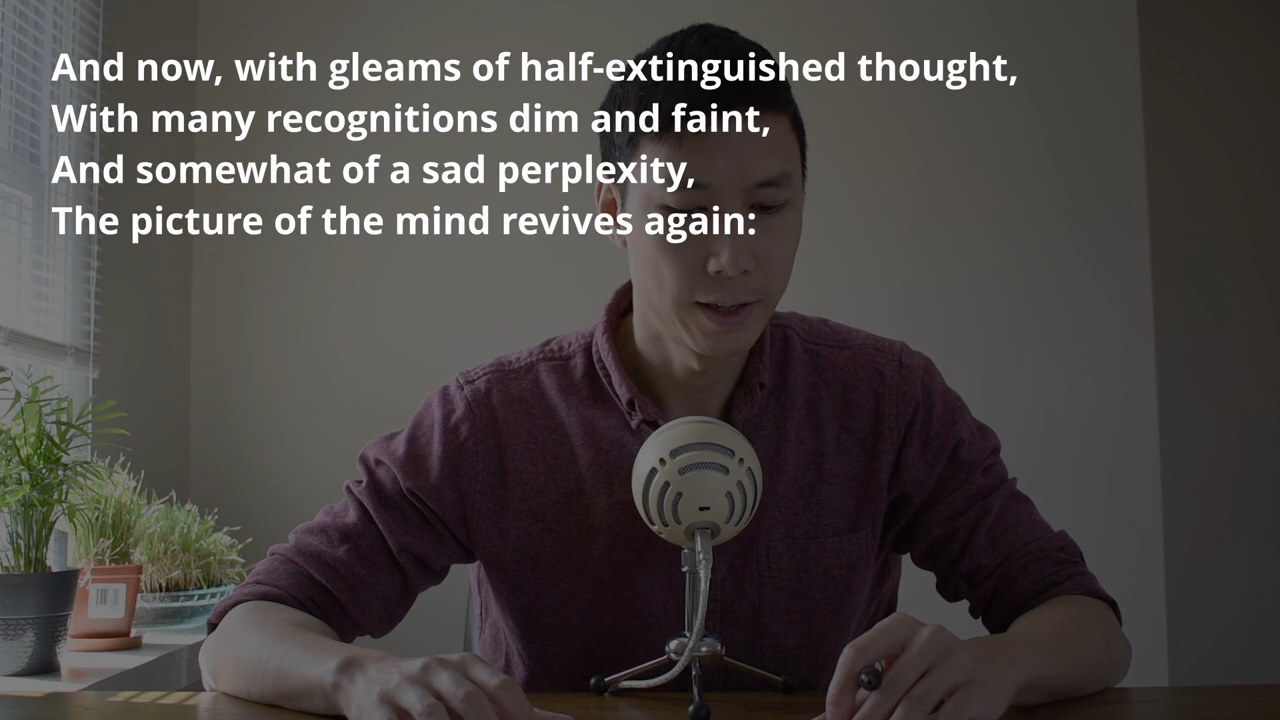 And now, with gleams of half-extinguished thought,
With many recognitions dim and faint,
And somewhat of a sad perplexity,
The picture of the mind revives again: